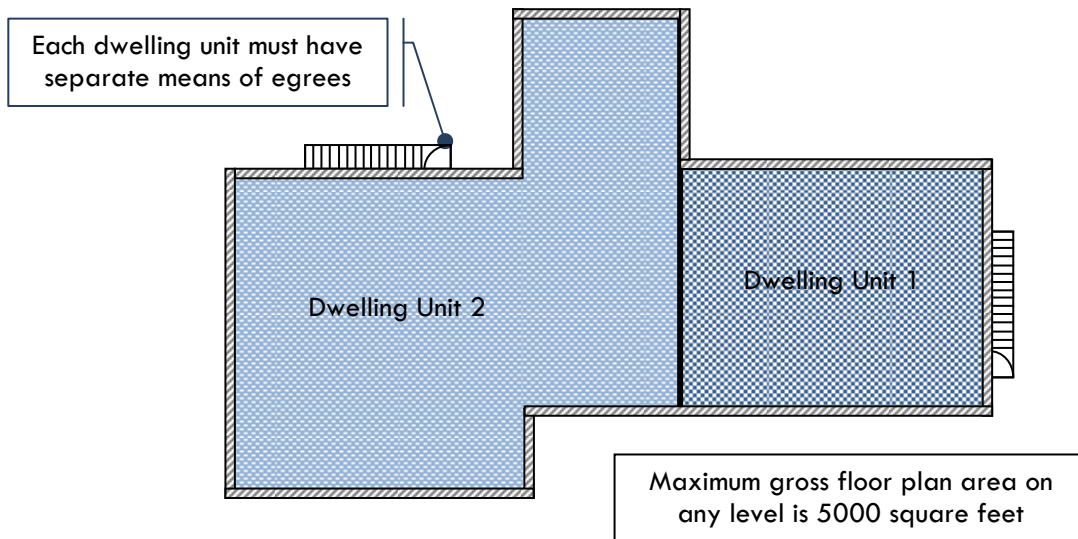 Each dwelling unit must have
separate means of egrees
Dwelling Unit 1
Dwelling Unit 2
Maximum gross floor plan area on
any level is 5000 square feet